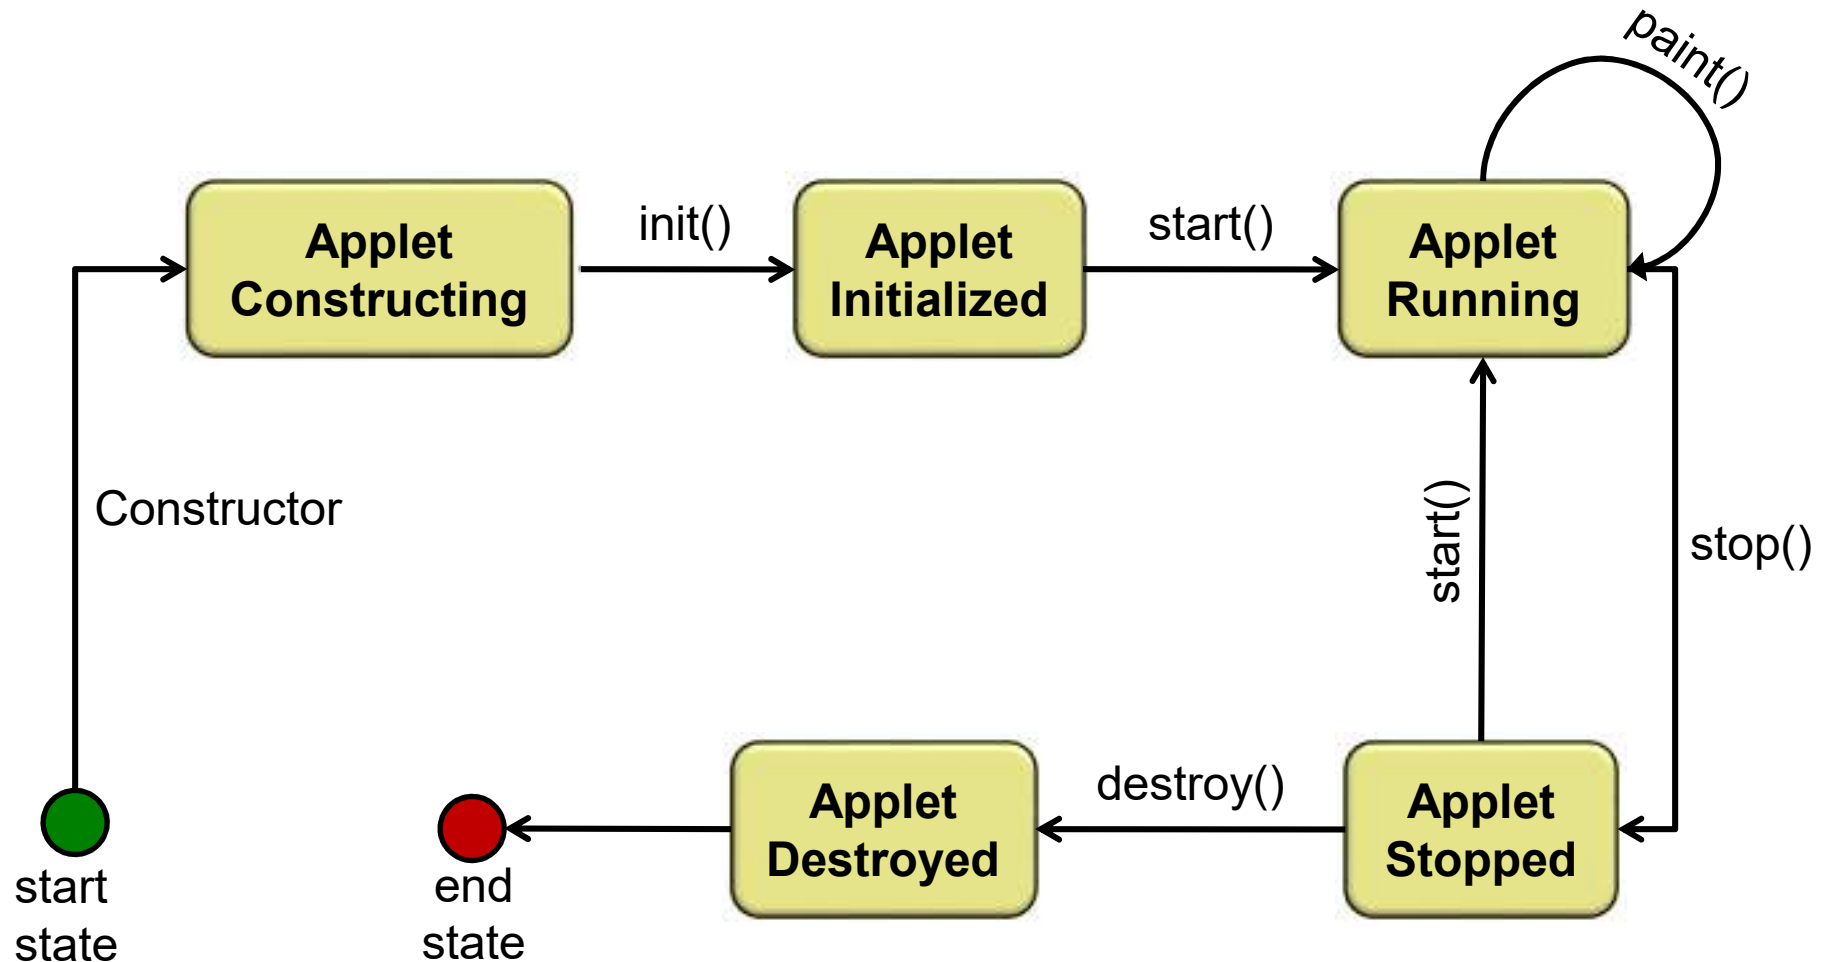 paint()
Applet
Constructing
init()
Applet
Initialized
start()
Applet
Running
Constructor
start()
stop()
Applet
Destroyed
destroy()
Applet
Stopped
start
state
end
state